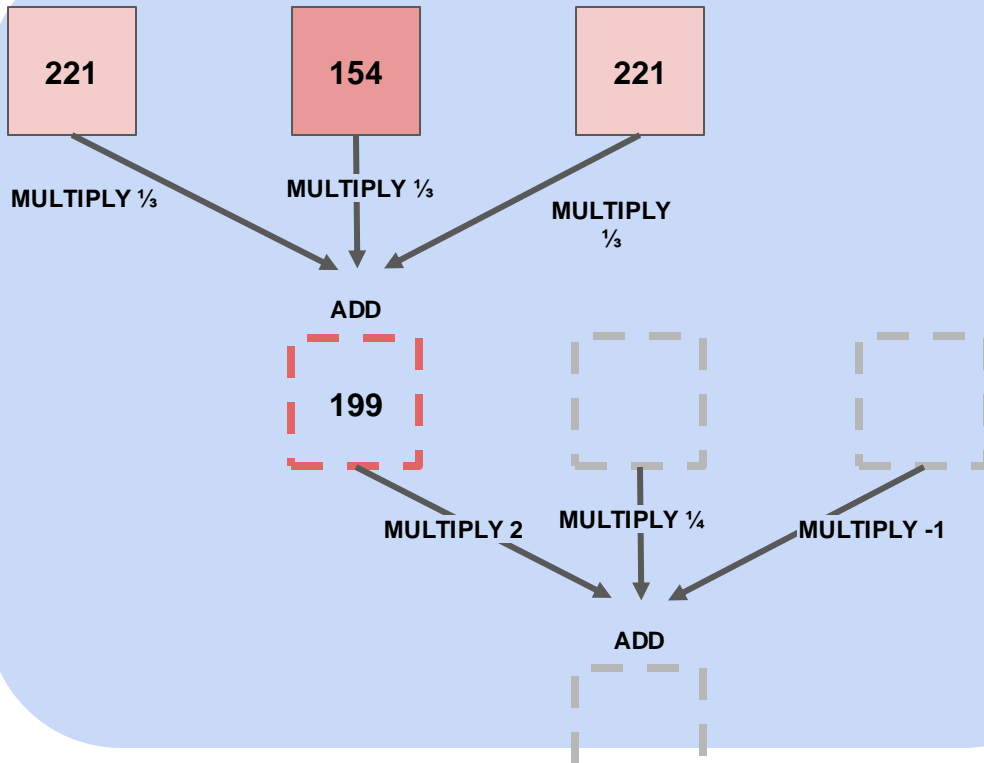 221
154
221
MULTIPLY ⅓
MULTIPLY ⅓
MULTIPLY
⅓
ADD
199
MULTIPLY 2
MULTIPLY ¼
MULTIPLY -1
ADD